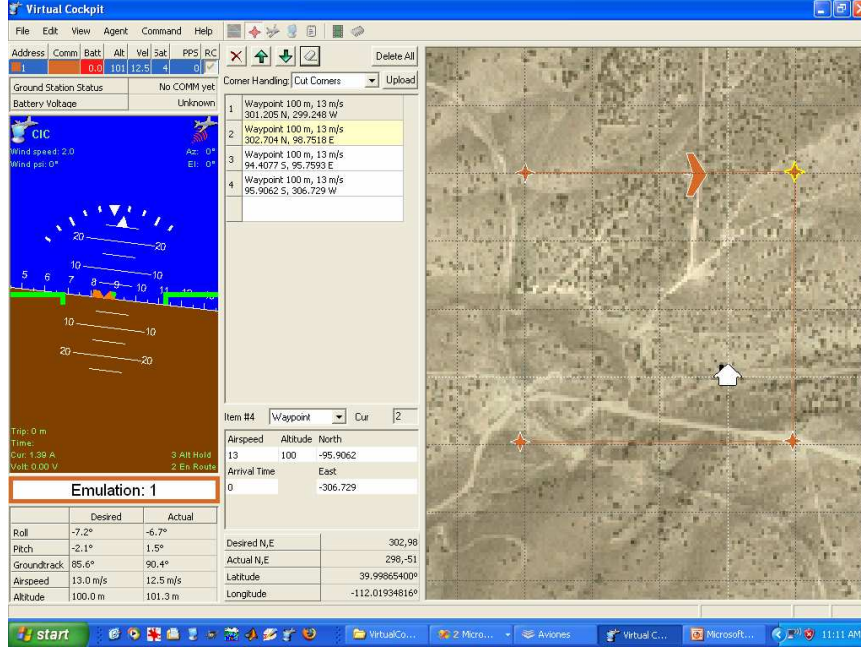 Virtual Cockpit
File Edit View Agent Command Help
Address Comm Batt Alt Vel Sat PPS RC
1 0.0 101 12.5 4 0
Delete All
Ground Station Status No COMM yet
Battery Voltage Unknown
Corner Handling: Cut Corners Upload
1 Waypoint 100 m, 13 m/s
301.205 N, 299.248 W
2 Waypoint 100 m, 13 m/s
302.704 N, 98.7518 E
3 Waypoint 100 m, 13 m/s
94.4077 S, 95.7593 E
4 Waypoint 100 m, 13 m/s
95.9062 S, 306.729 W
CIC
Wind speed: 2.0 Az: 0°
Wind psi: 0° El: 0°
20 20
10 10
5 6 7 8 9 10 11
10 10
20 20
Trip: 0 m
Time:
Cur: 1.39 A 3 Alt Hold
Volt: 0.00 V 2 En Route
Emulation: 1
Desired Actual
Roll -7.2° -6.7°
Pitch -2.1° 1.5°
Groundtrack 85.6° 90.4°
Airspeed 13.0 m/s 12.5 m/s
Altitude 100.0 m 101.3 m
Item #4 Waypoint Cur 2
Airspeed Altitude North
13 100 -95.9062
Arrival Time East
0 -306.729
Desired N,E 302,98
Actual N,E 298,-51
Latitude 39.99865400°
Longitude -112.01934816°
start VirtualCo... 2 Micro... Aviones Virtual C... Microsoft... 11:11 AM